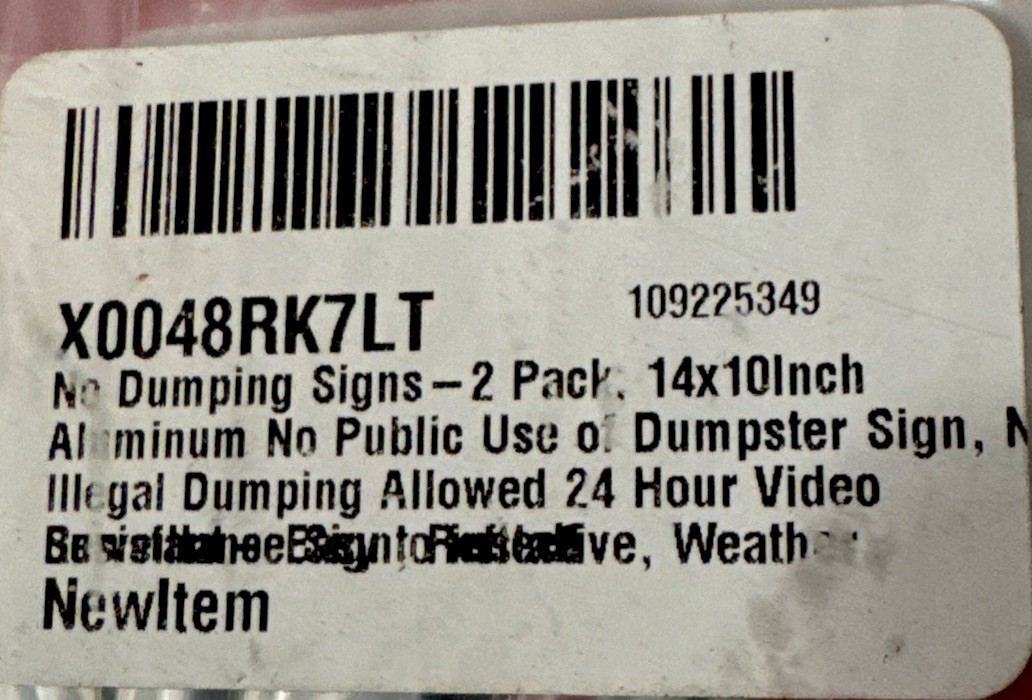 X0048RK7LT 109225349
No Dumping Signs – 2 Pack, 14x10Inch
Aluminum No Public Use of Dumpster Sign, N
Illegal Dumping Allowed 24 Hour Video
NewItem